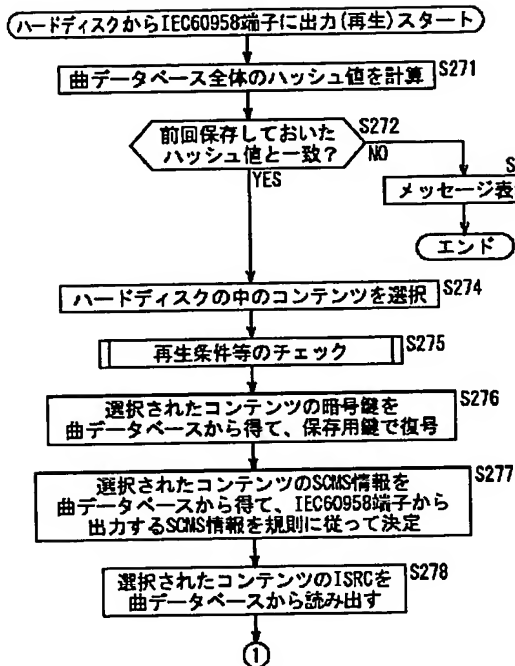 ハードディスクからIEC60958端子に出力(再生)スタート
曲データベース全体のハッシュ値を計算
S271
前回保存しておいた
ハッシュ値と一致?
S272
NO
YES
S
メッセージ表
エンド
ハードディスクの中のコンテンツを選択
S274
再生条件等のチェック
S275
選択されたコンテンツの暗号鍵を
曲データベースから得て、保存用鍵で復号
S276
選択されたコンテンツのSCMS情報を
曲データベースから得て、IEC60958端子から
出力するSCMS情報を規則に従って決定
S277
選択されたコンテンツのISRCを
曲データベースから読み出す
S278
1